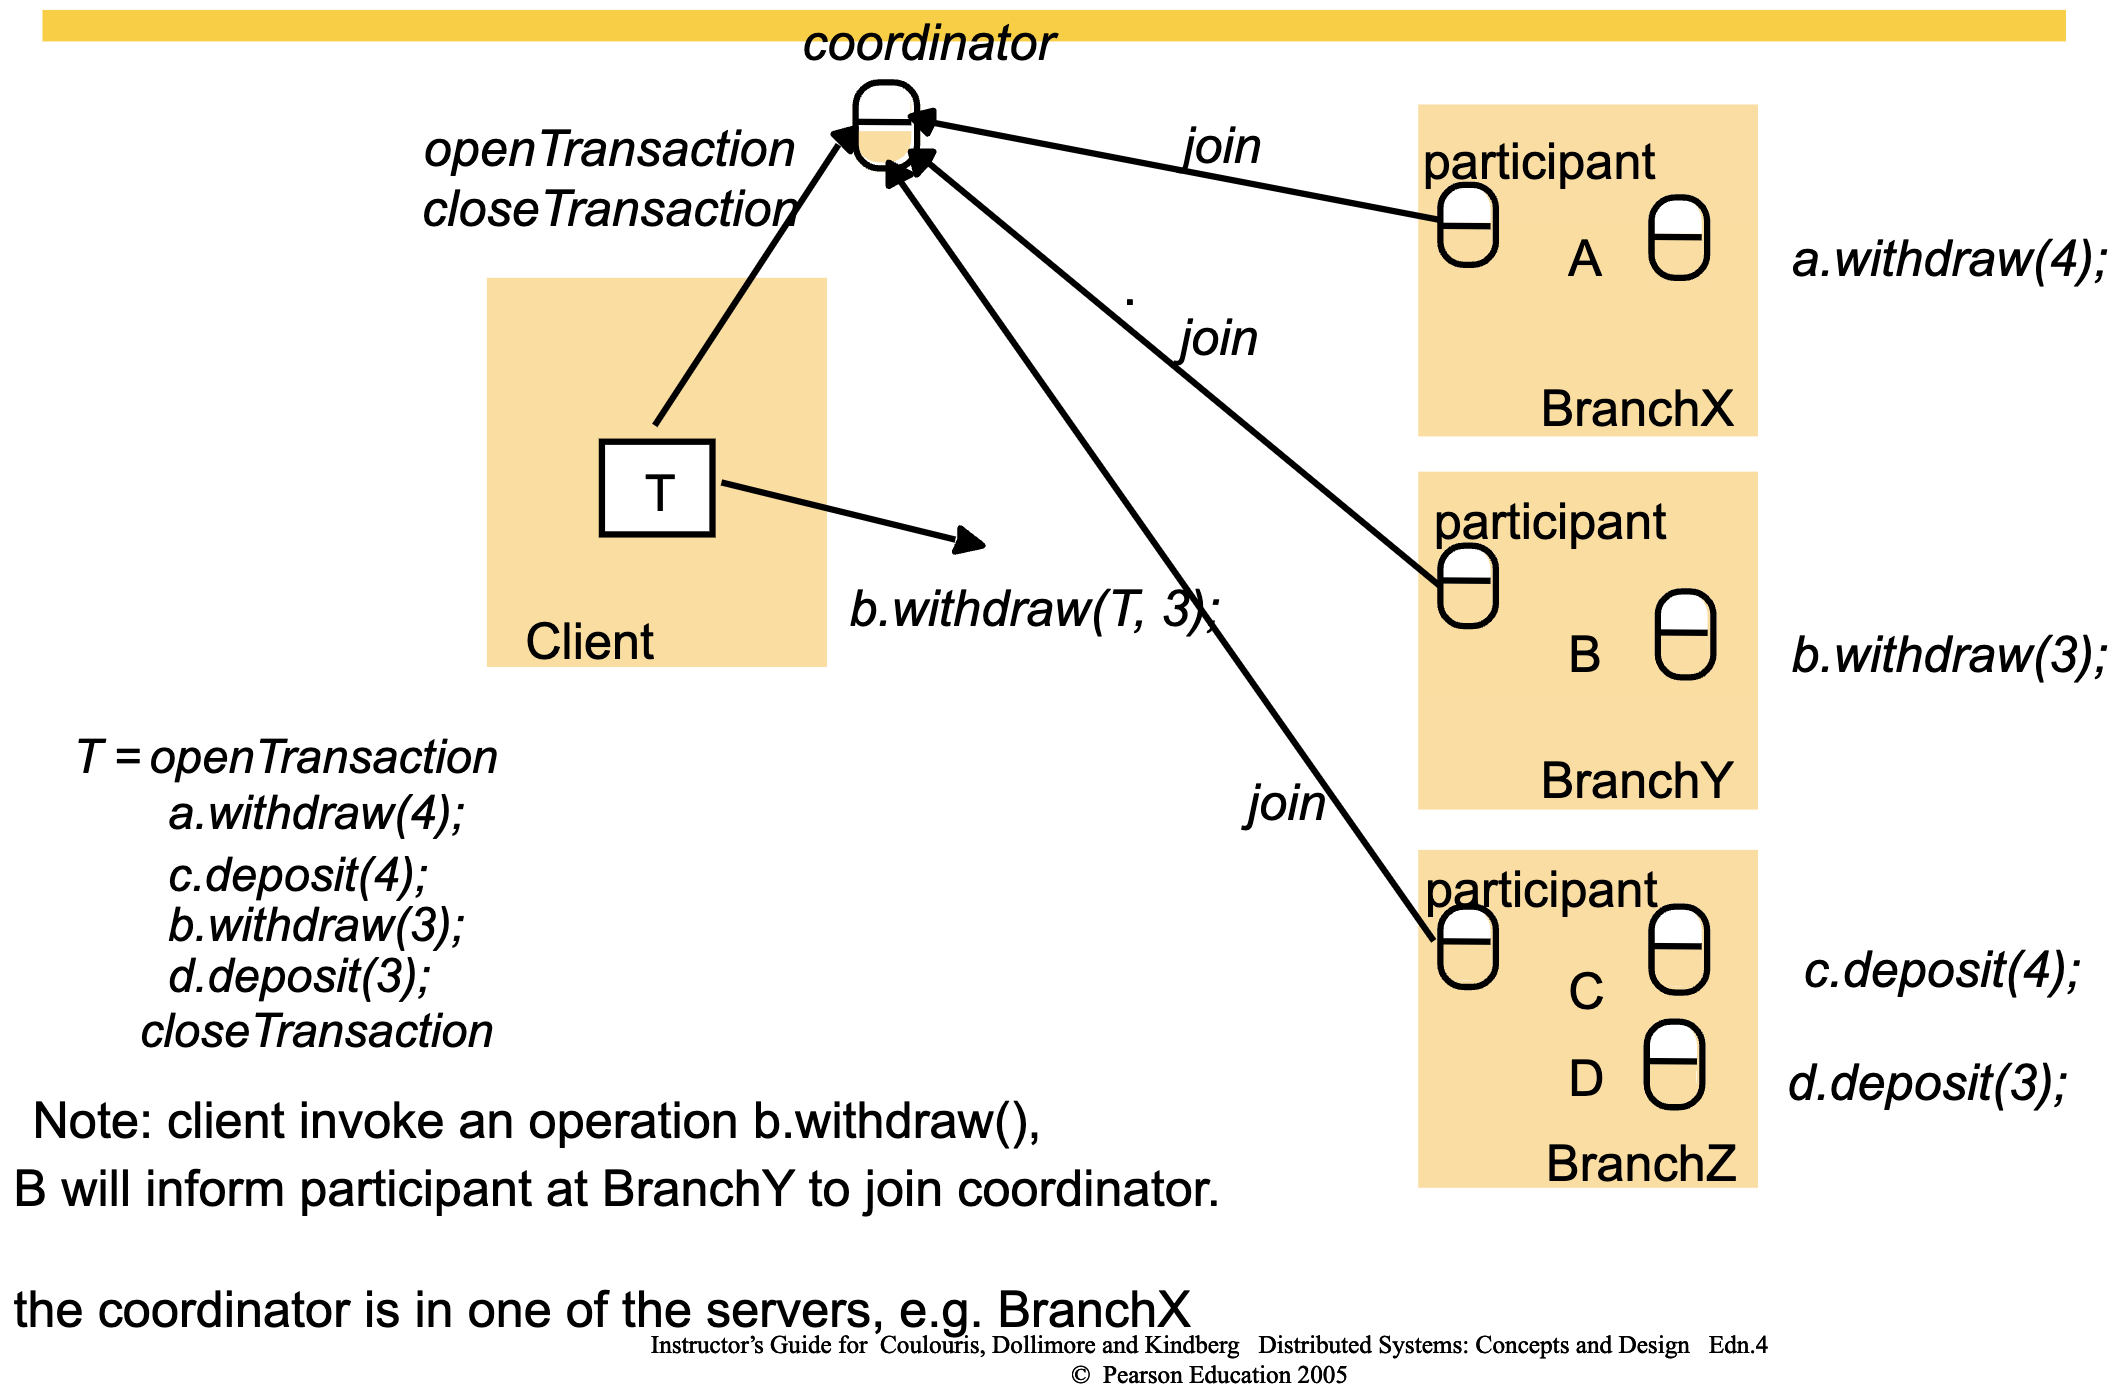 coordinator
openTransaction
closeTransaction
join
participant
A
a.withdraw(4);
BranchX
join
T
Client
b.withdraw(T, 3);
participant
B
b.withdraw(3);
BranchY
join
participant
C
c.deposit(4);
D
d.deposit(3);
BranchZ
T = openTransaction
a.withdraw(4);
c.deposit(4);
b.withdraw(3);
d.deposit(3);
closeTransaction
Note: client invoke an operation b.withdraw(),
B will inform participant at BranchY to join coordinator.
the coordinator is in one of the servers, e.g. BranchX
Instructor’s Guide for Coulouris, Dollimore and Kindberg Distributed Systems: Concepts and Design Edn.4
© Pearson Education 2005